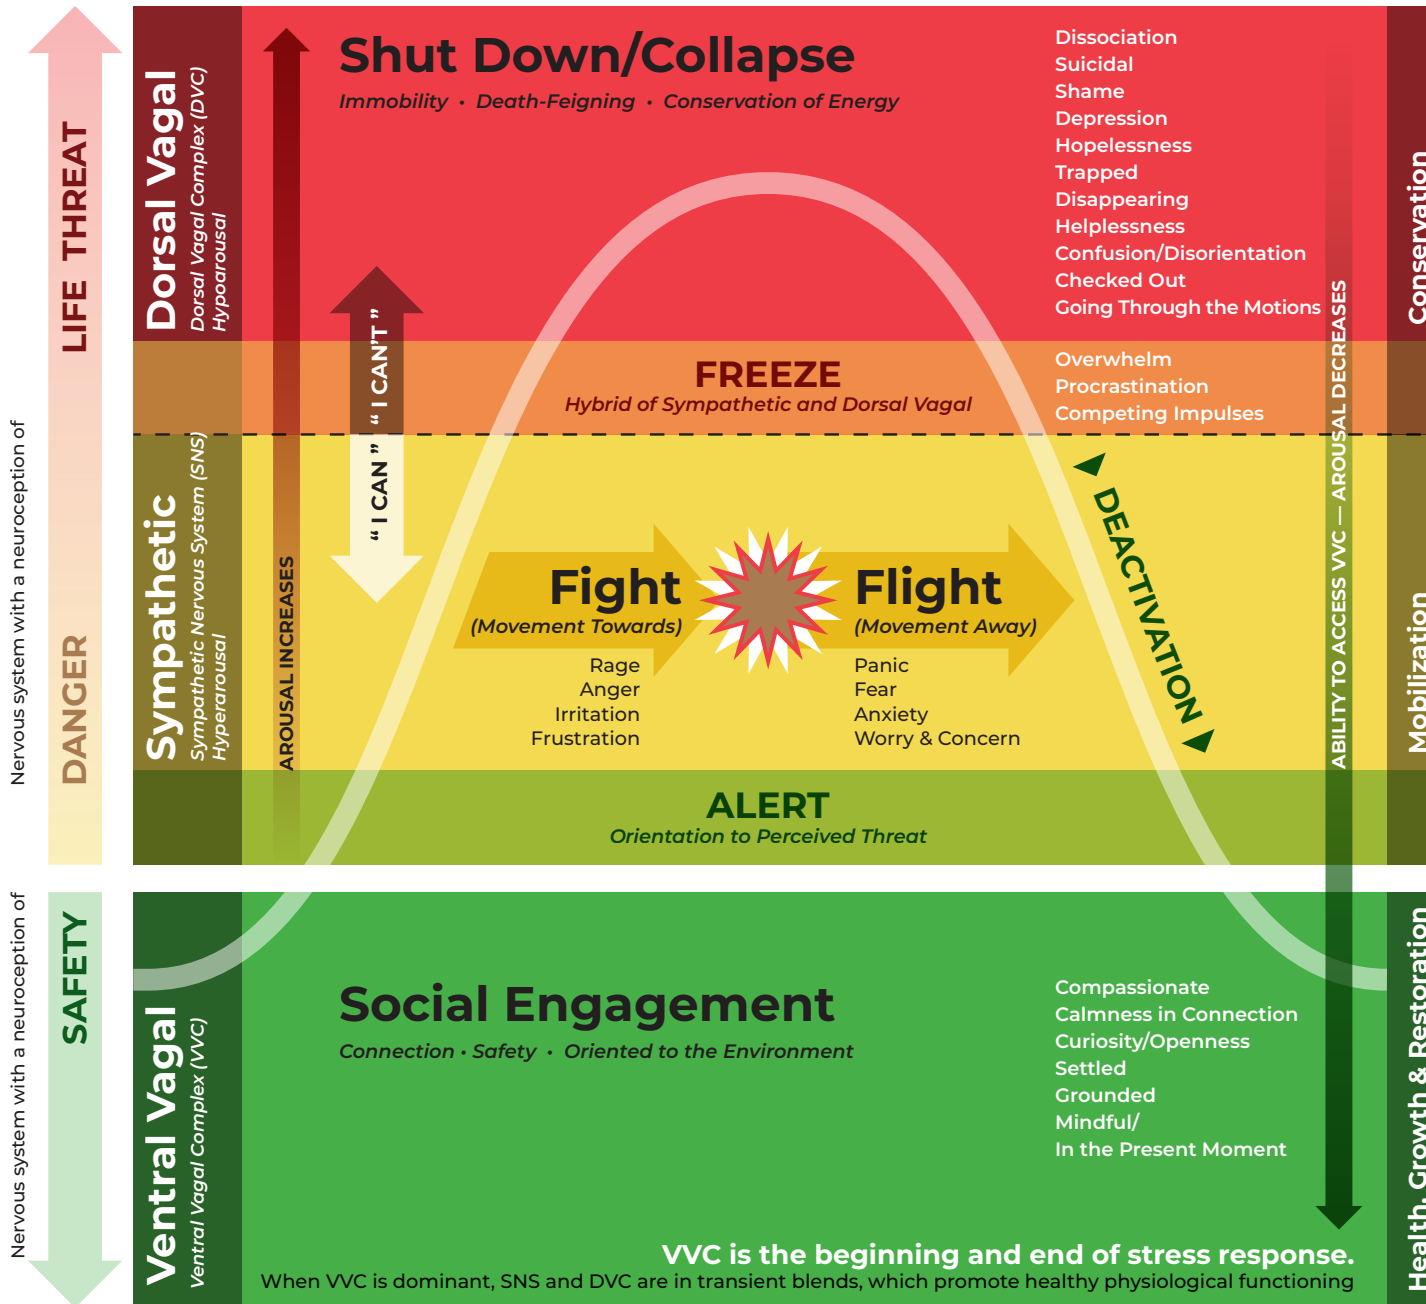 Nervous system with a neuroception of
LIFE THREAT
DANGER
Nervous system with a neuroception of
SAFETY
Dorsal Vagal
Dorsal Vagal Complex (DVC)
Hypoarousal
Sympathetic
Sympathetic Nervous System (SNS)
Hyperarousal
Ventral Vagal
Ventral Vagal Complex (VVC)
AROUSAL INCREASES
Shut Down/Collapse
Immobility • Death-Feigning • Conservation of Energy
Dissociation
Suicidal
Shame
Depression
Hopelessness
Trapped
Disappearing
Helplessness
Confusion/Disorientation
Checked Out
Going Through the Motions
“ I CAN’T ”
“ I CAN ”
FREEZE
Hybrid of Sympathetic and Dorsal Vagal
Overwhelm
Procrastination
Competing Impulses
Fight
(Movement Towards)
Rage
Anger
Irritation
Frustration
Flight
(Movement Away)
Panic
Fear
Anxiety
Worry & Concern
DEACTIVATION
ALERT
Orientation to Perceived Threat
ABILITY TO ACCESS VVC — AROUSAL DECREASES
Social Engagement
Connection • Safety • Oriented to the Environment
Compassionate
Calmness in Connection
Curiosity/Openness
Settled
Grounded
Mindful/
In the Present Moment
VVC is the beginning and end of stress response.
When VVC is dominant, SNS and DVC are in transient blends, which promote healthy physiological functioning
Conservation
Mobilization
Health, Growth & Restoration